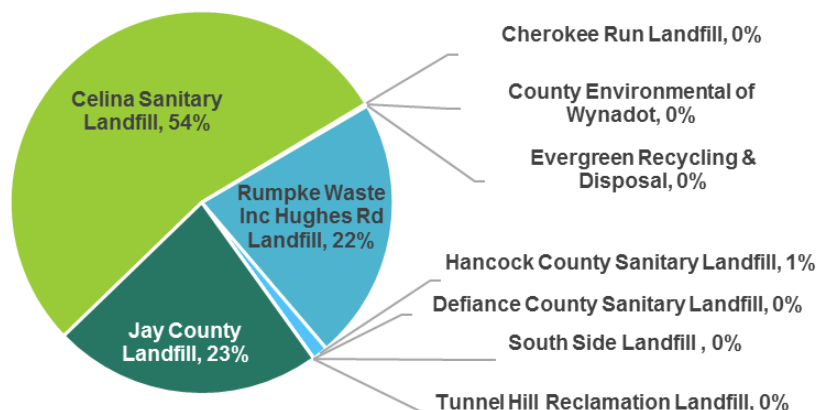 Celina Sanitary
Landfill, 54%
Cherokee Run Landfill, 0%
County Environmental of
Wynadot, 0%
Evergreen Recycling &
Disposal, 0%
Rumpke Waste
Inc Hughes Rd
Landfill, 22%
Hancock County Sanitary Landfill, 1%
Defiance County Sanitary Landfill, 0%
South Side Landfill , 0%
Tunnel Hill Reclamation Landfill, 0%
Jay County
Landfill, 23%